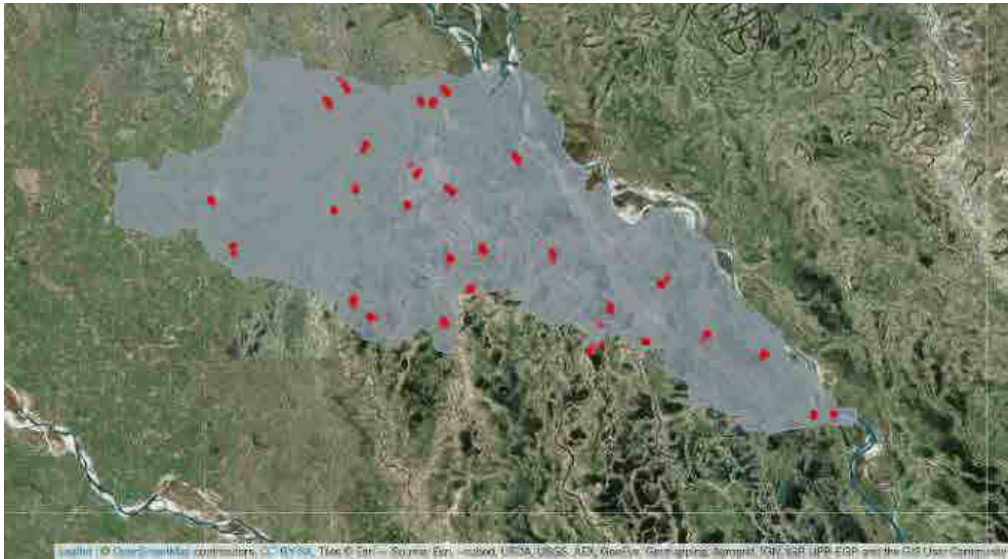 Leaflet | © OpenStreetMap contributors, CC-BY-SA, Tiles © Esri — Source: Esri, i-cubed, USDA, USGS, AEX, GeoEye, Getmapping, Aerogrid, IGN, IGP, UPR-EGP, and the GIS User Community